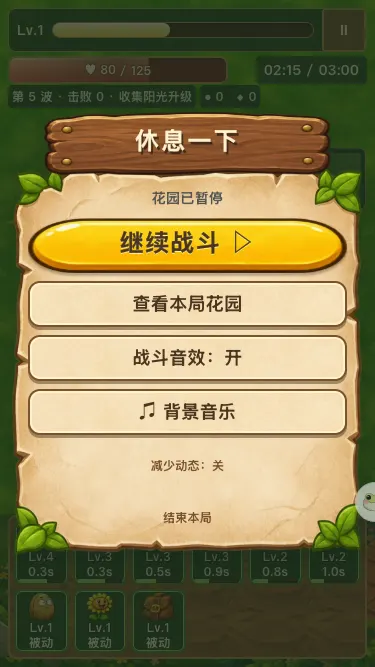 Lv.1
II
♥ 80 / 125
02:15 / 03:00
第 5 波 · 击败 0 · 收集阳光升级
● 0 ◆ 0
休息一下
花园已暂停
继续战斗 ▷
查看本局花园
战斗音效：开
♫ 背景音乐
减少动态：关
结束本局
Lv.4 Lv.3 Lv.3 Lv.3 Lv.2 Lv.2
0.3s 0.3s 0.5s 0.9s 0.8s 1.0s
Lv.1 Lv.1 Lv.1
被动 被动 被动